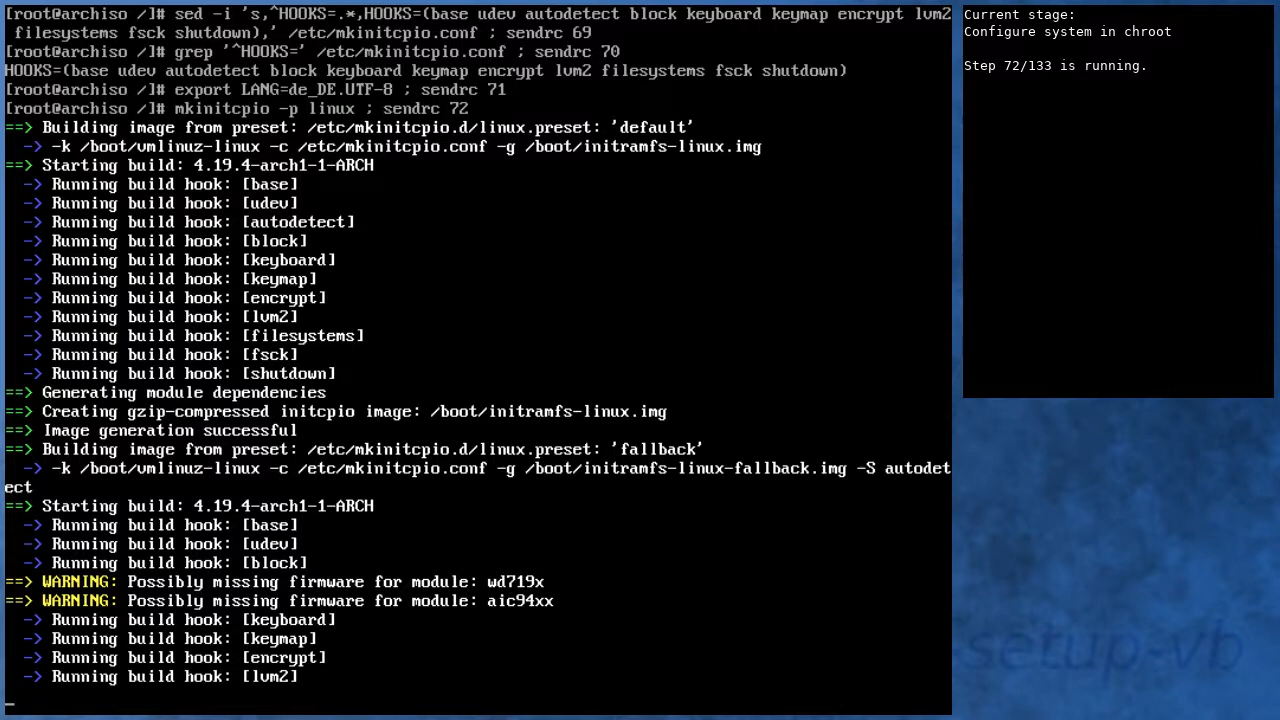 [root@archiso /]# sed -i 's,^HOOKS=.*,HOOKS=(base udev autodetect block keyboard keymap encrypt lvm2
 filesystems fsck shutdown),' /etc/mkinitcpio.conf ; sendrc 69
[root@archiso /]# grep '^HOOKS=' /etc/mkinitcpio.conf ; sendrc 70
HOOKS=(base udev autodetect block keyboard keymap encrypt lvm2 filesystems fsck shutdown)
[root@archiso /]# export LANG=de_DE.UTF-8 ; sendrc 71
[root@archiso /]# mkinitcpio -p linux ; sendrc 72
==> Building image from preset: /etc/mkinitcpio.d/linux.preset: 'default'
  -> -k /boot/vmlinuz-linux -c /etc/mkinitcpio.conf -g /boot/initramfs-linux.img
==> Starting build: 4.19.4-arch1-1-ARCH
  -> Running build hook: [base]
  -> Running build hook: [udev]
  -> Running build hook: [autodetect]
  -> Running build hook: [block]
  -> Running build hook: [keyboard]
  -> Running build hook: [keymap]
  -> Running build hook: [encrypt]
  -> Running build hook: [lvm2]
  -> Running build hook: [filesystems]
  -> Running build hook: [fsck]
  -> Running build hook: [shutdown]
==> Generating module dependencies
==> Creating gzip-compressed initcpio image: /boot/initramfs-linux.img
==> Image generation successful
==> Building image from preset: /etc/mkinitcpio.d/linux.preset: 'fallback'
  -> -k /boot/vmlinuz-linux -c /etc/mkinitcpio.conf -g /boot/initramfs-linux-fallback.img -S autodet
ect
==> Starting build: 4.19.4-arch1-1-ARCH
  -> Running build hook: [base]
  -> Running build hook: [udev]
  -> Running build hook: [block]
==> WARNING: Possibly missing firmware for module: wd719x
==> WARNING: Possibly missing firmware for module: aic94xx
  -> Running build hook: [keyboard]
  -> Running build hook: [keymap]
  -> Running build hook: [encrypt]
  -> Running build hook: [lvm2]
Current stage:
Configure system in chroot
Step 72/133 is running.
setup-vb